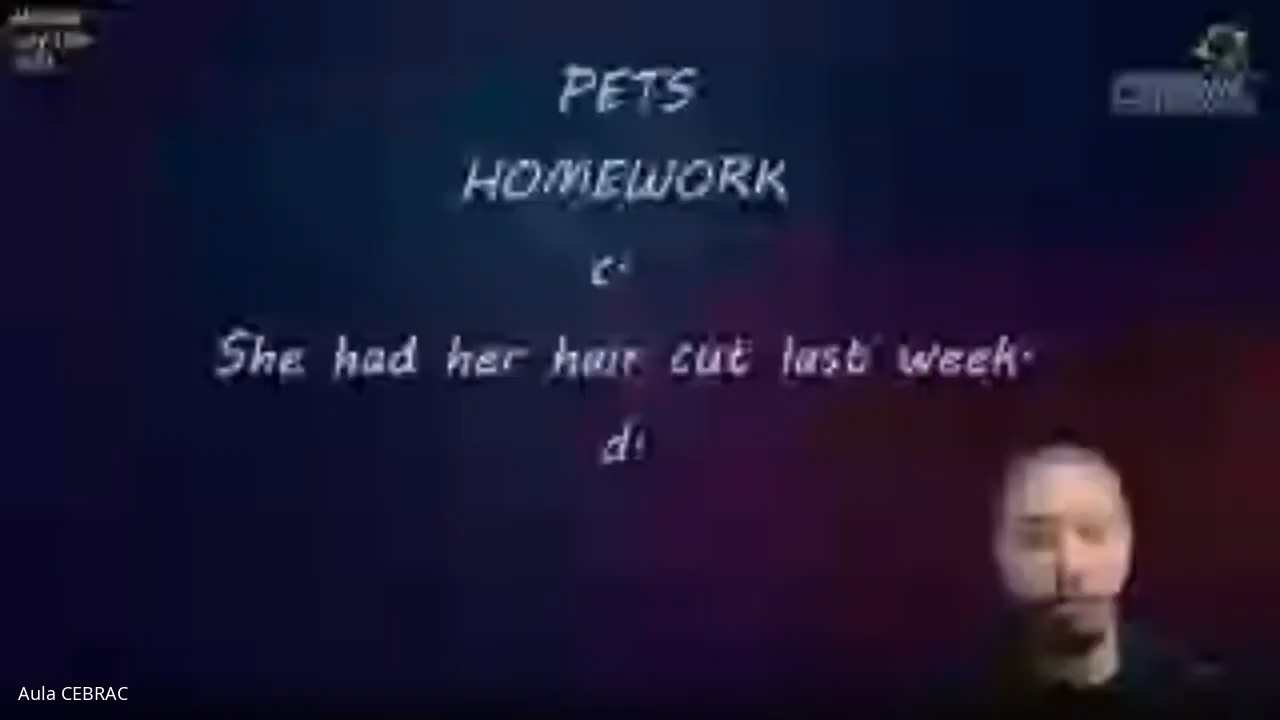 PETS
HOMEWORK
c.
She had her hair cut last week.
d.
Aula CEBRAC